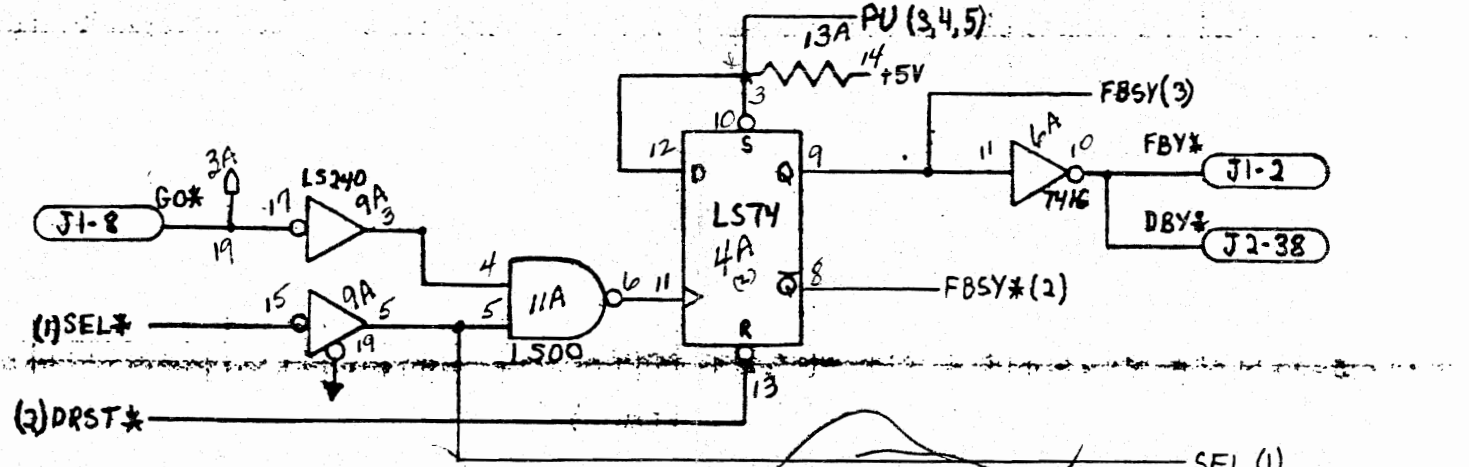 PU (3,4,5)
13A
14
+5V
3
10
S
FBSY(3)
12
D
Q
9
11
6A
10
7416
FBY*
J1-2
DBY*
J2-38
3A
LS240
GO*
J1-8
19
17
9A
3
LS74
4A
(2)
4
11A
6
11
Q
8
FBSY*(2)
(1)SEL*
15
9A
5
5
19
LS00
R
13
(2)DRST*
SEL (1)